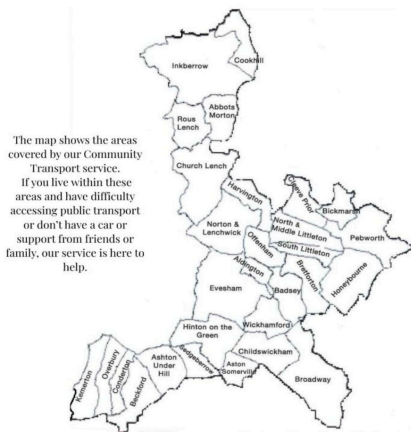 The map shows the areas
covered by our Community
Transport service.
If you live within these
areas and have difficulty
accessing public transport
or don't have a car or
support from friends or
family, our service is here to
help.
Cookhill
Inkberrow
Abbots
Morton
Rous
Lench
Church Lench
Harvington
Cleeve Prior
Bickmarsh
Norton &
Lenchwick
Offenham
North &
Middle Littleton
Pebworth
South Littleton
Bretforton
Honeybourne
Aldington
Evesham
Badsey
Hinton on the
Green
Wickhamford
Childswickham
Sedgeberrow
Aston
Somerville
Broadway
Ashton
Under
Hill
Kemerton
Overbury
Conderton
Beckford